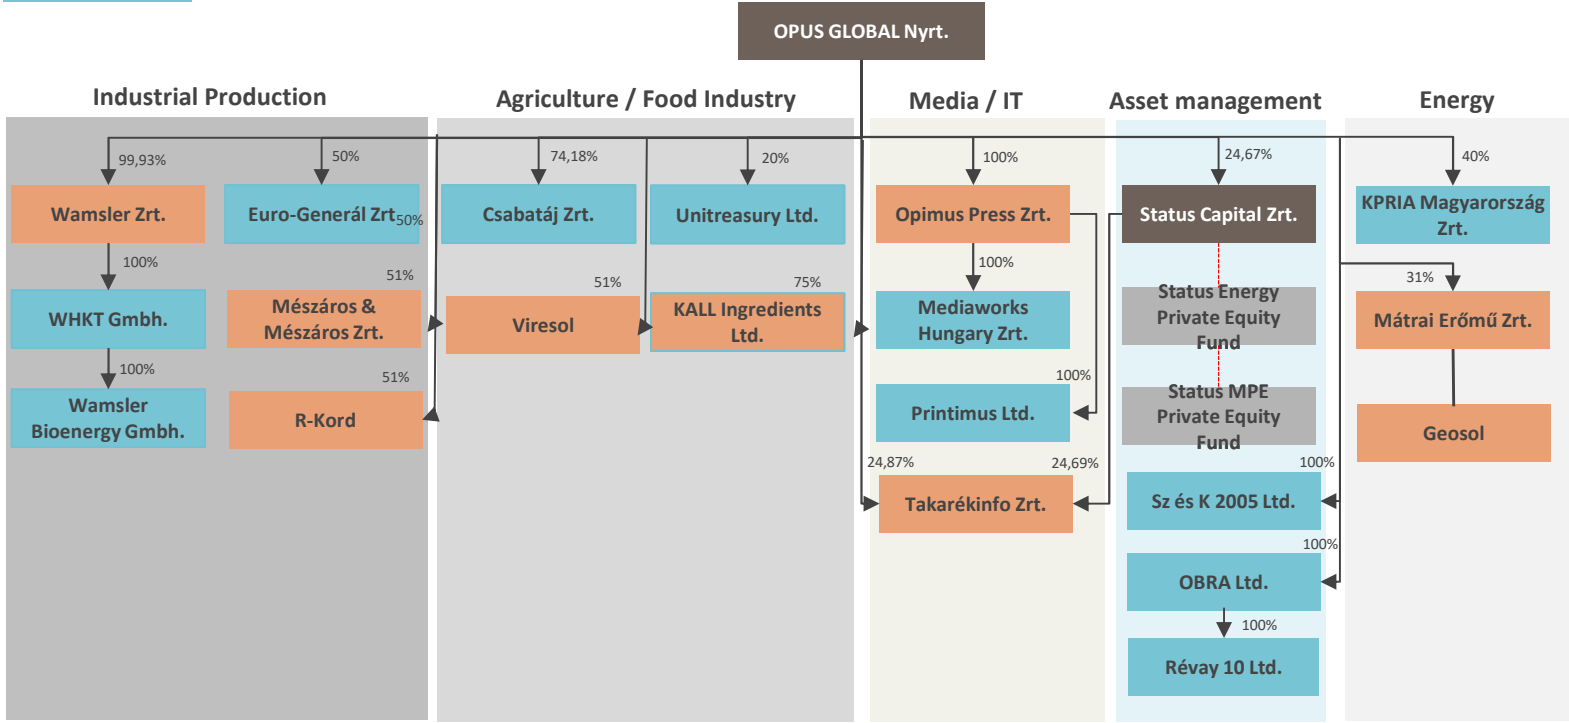 OPUS GLOBAL Nyrt.
Industrial Production
Agriculture / Food Industry
Media / IT
Asset management
Energy
99,93%
50%
74,18%
20%
100%
24,67%
40%
Wamsler Zrt.
Euro-Generál Zrt.
50%
Csabatáj Zrt.
Unitreasury Ltd.
Opimus Press Zrt.
Status Capital Zrt.
KPRIA Magyarország
Zrt.
100%
51%
51%
75%
100%
31%
WHKT Gmbh.
Mészáros &
Mészáros Zrt.
Viresol
KALL Ingredients
Ltd.
Mediaworks
Hungary Zrt.
Status Energy
Private Equity
Fund
Mátrai Erőmű Zrt.
100%
51%
100%
Wamsler
Bioenergy Gmbh.
R-Kord
Printimus Ltd.
Status MPE
Private Equity
Fund
Geosol
24,87%
24,69%
100%
Takarékinfo Zrt.
Sz és K 2005 Ltd.
100%
OBRA Ltd.
100%
Révay 10 Ltd.